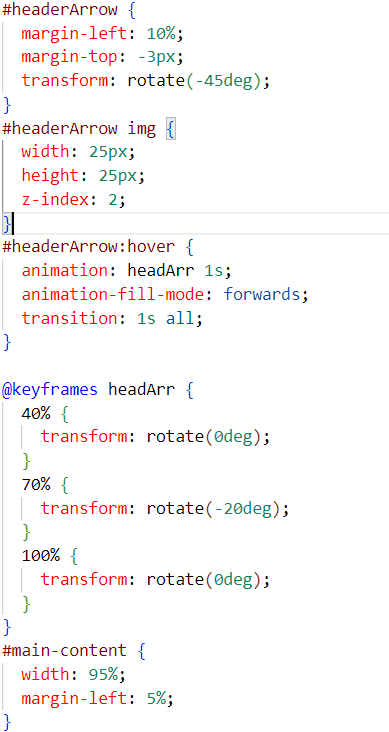 #headerArrow {
  margin-left: 10%;
  margin-top: -3px;
  transform: rotate(-45deg);
}
#headerArrow img {
  width: 25px;
  height: 25px;
  z-index: 2;
}
#headerArrow:hover {
  animation: headArr 1s;
  animation-fill-mode: forwards;
  transition: 1s all;
}

@keyframes headArr {
  40% {
    transform: rotate(0deg);
  }
  70% {
    transform: rotate(-20deg);
  }
  100% {
    transform: rotate(0deg);
  }
}
#main-content {
  width: 95%;
  margin-left: 5%;
}